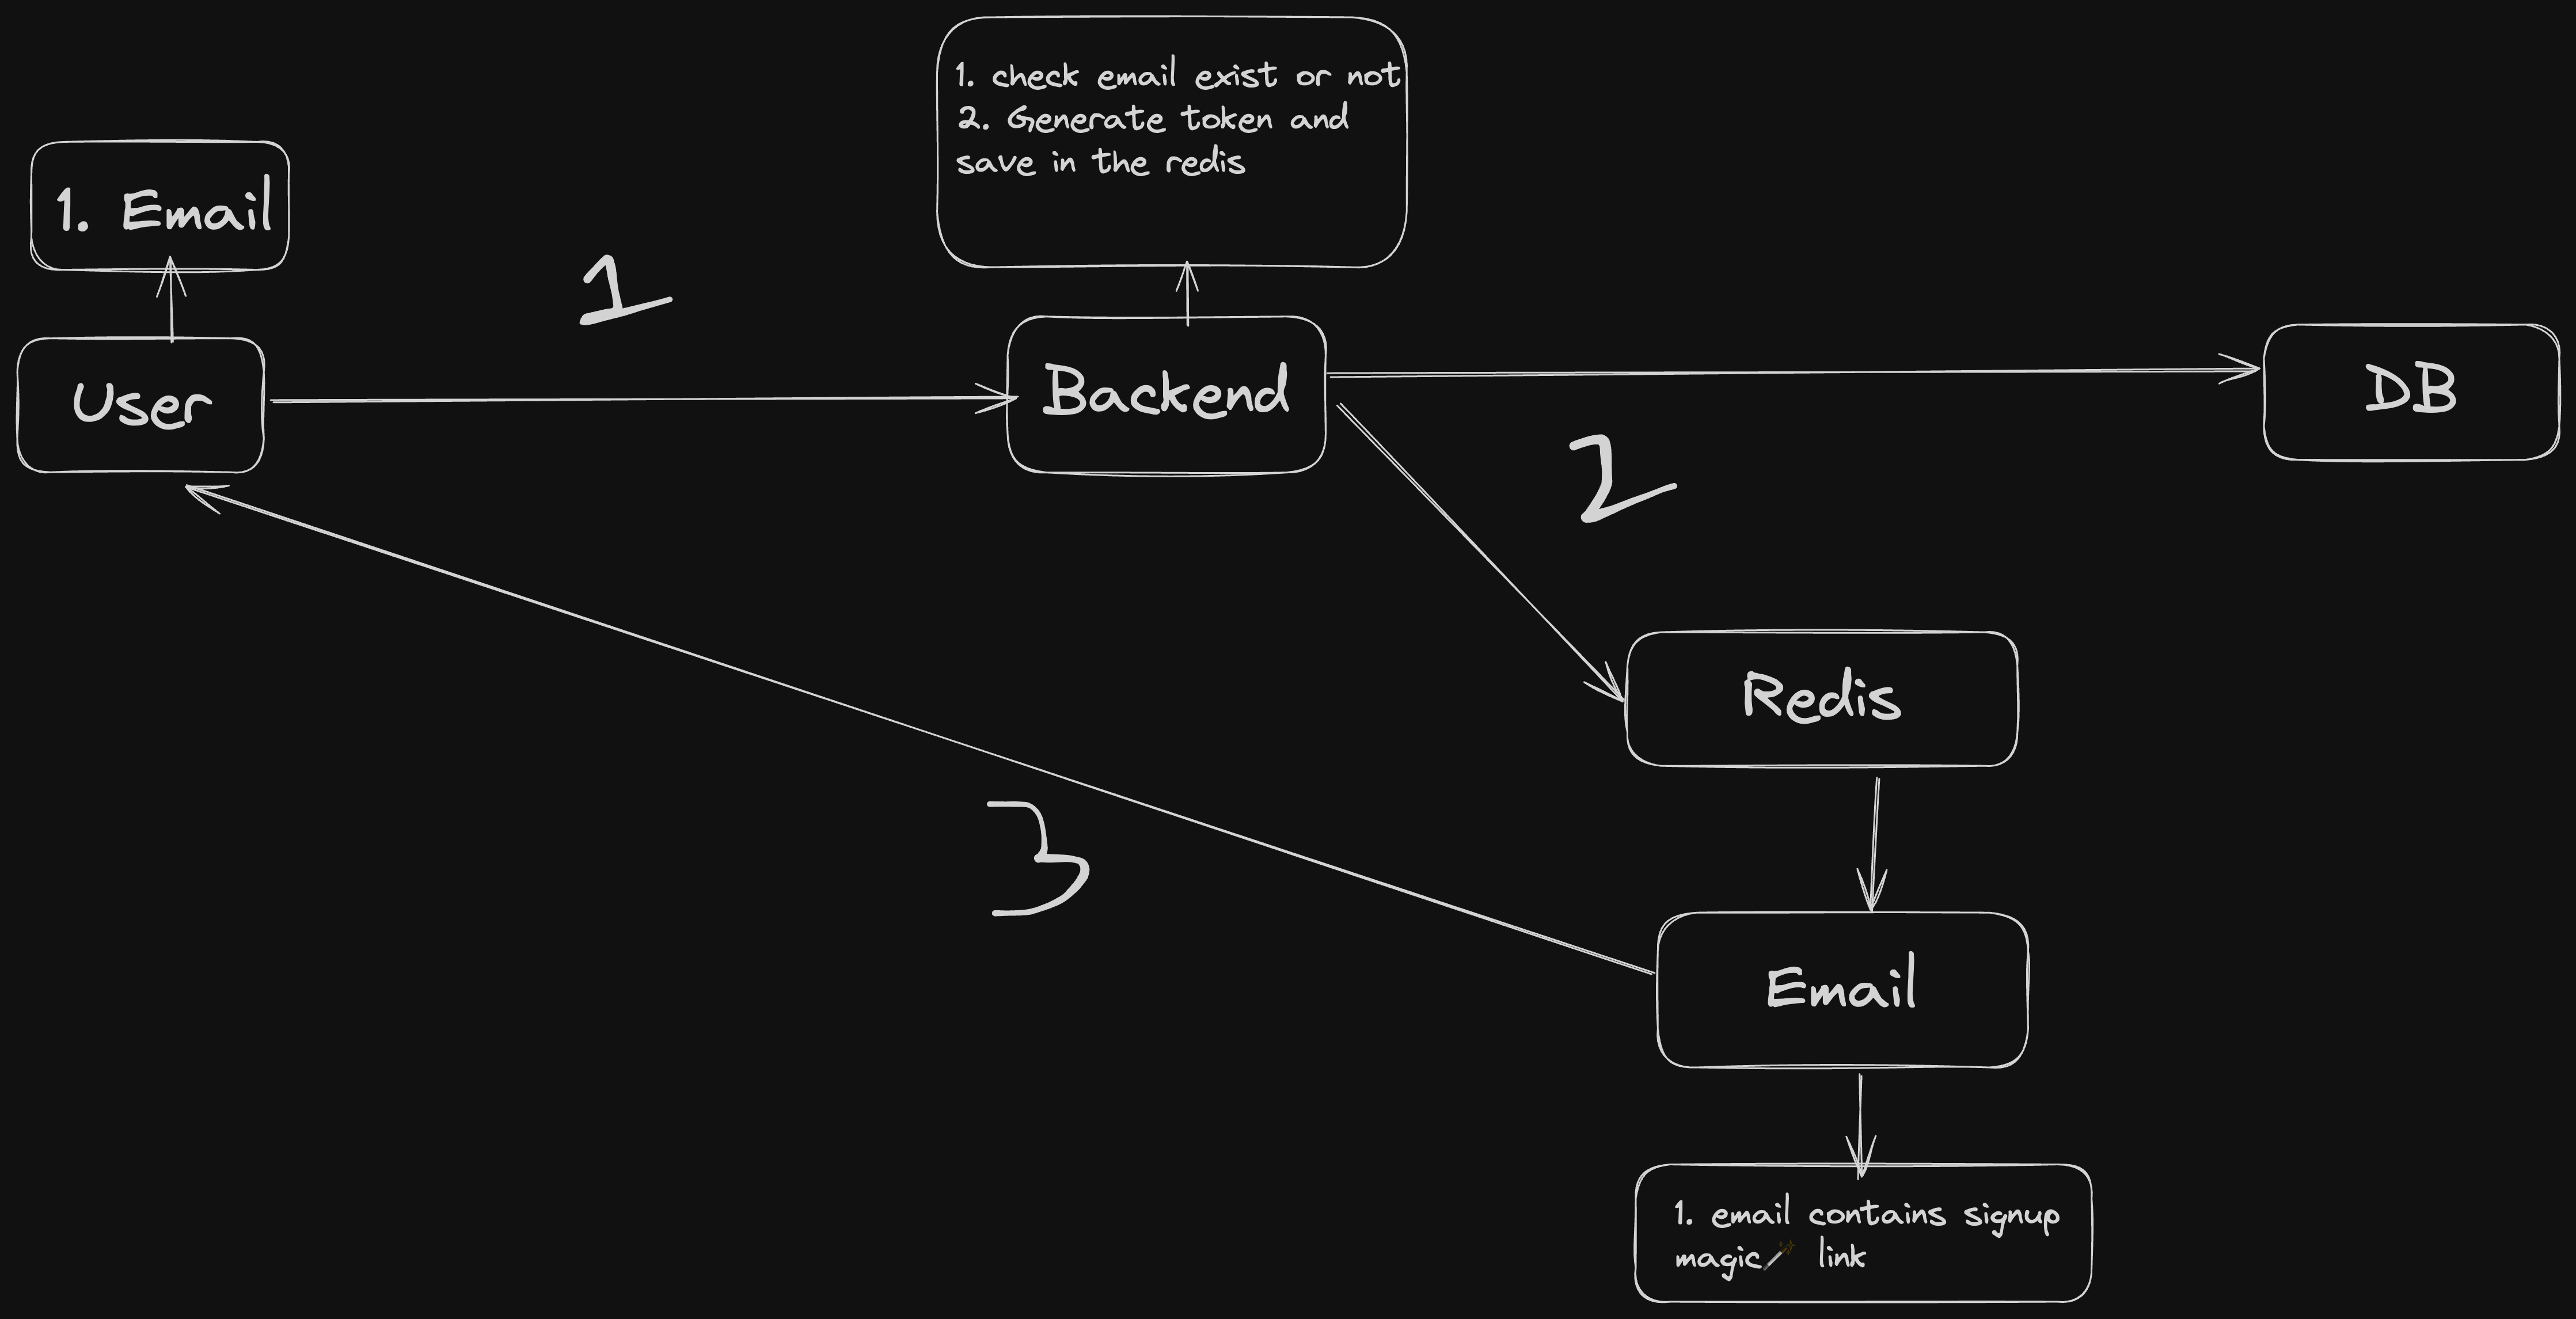 1. check email exist or not
2. Generate token and
save in the redis
1. Email
1
User
Backend
DB
2
Redis
3
Email
1. email contains signup
magic🪄 link